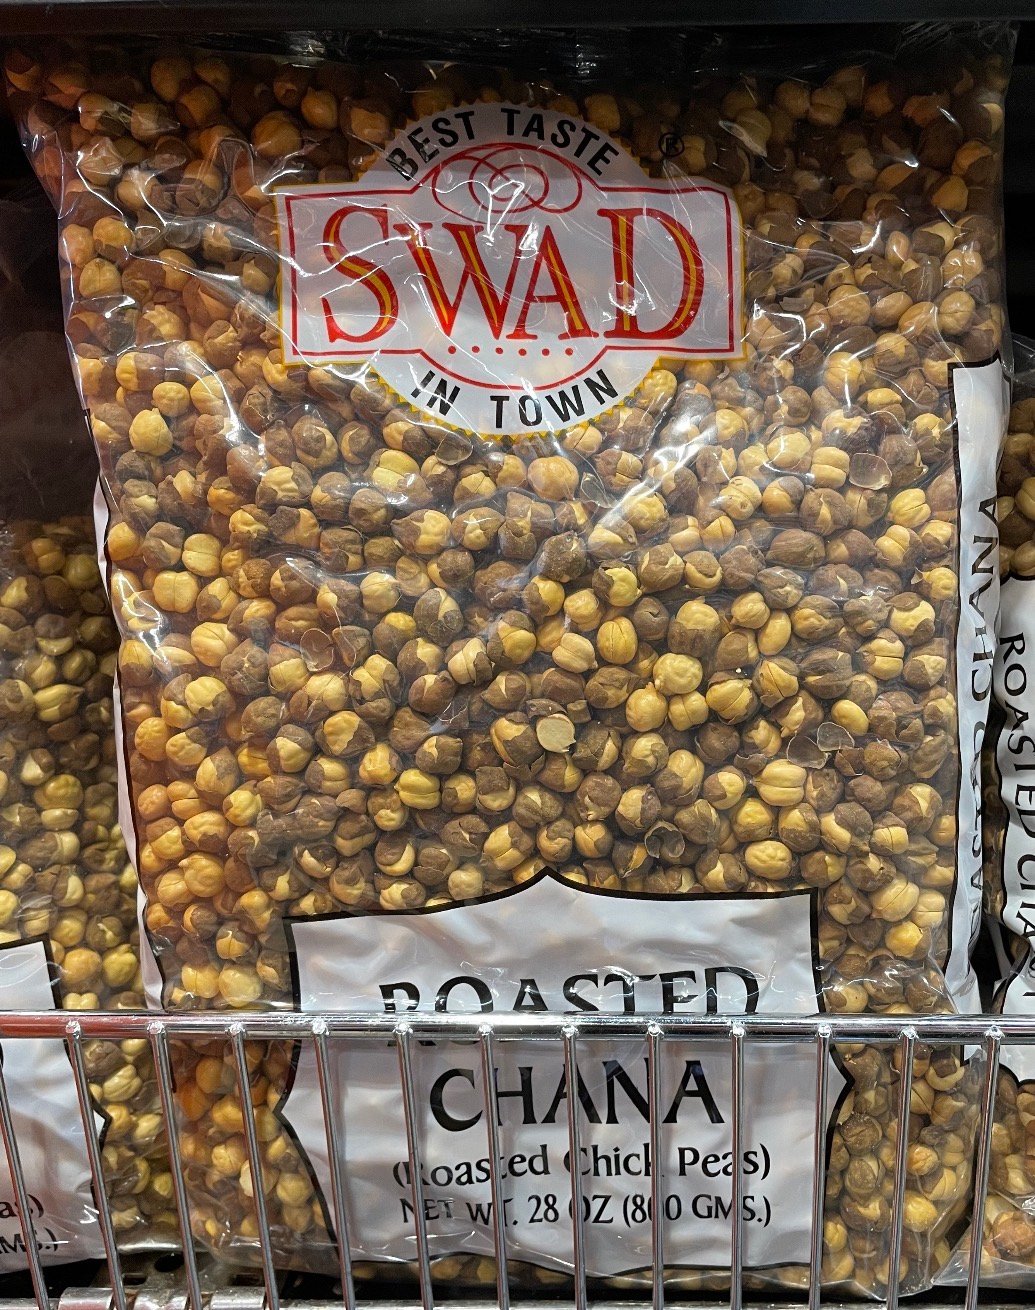 BEST TASTE
®
SWAD
IN TOWN
ROASTED
CHANA
(Roasted Chick Peas)
NET WT. 28 OZ (800 GMS.)
ROASTED CHANA